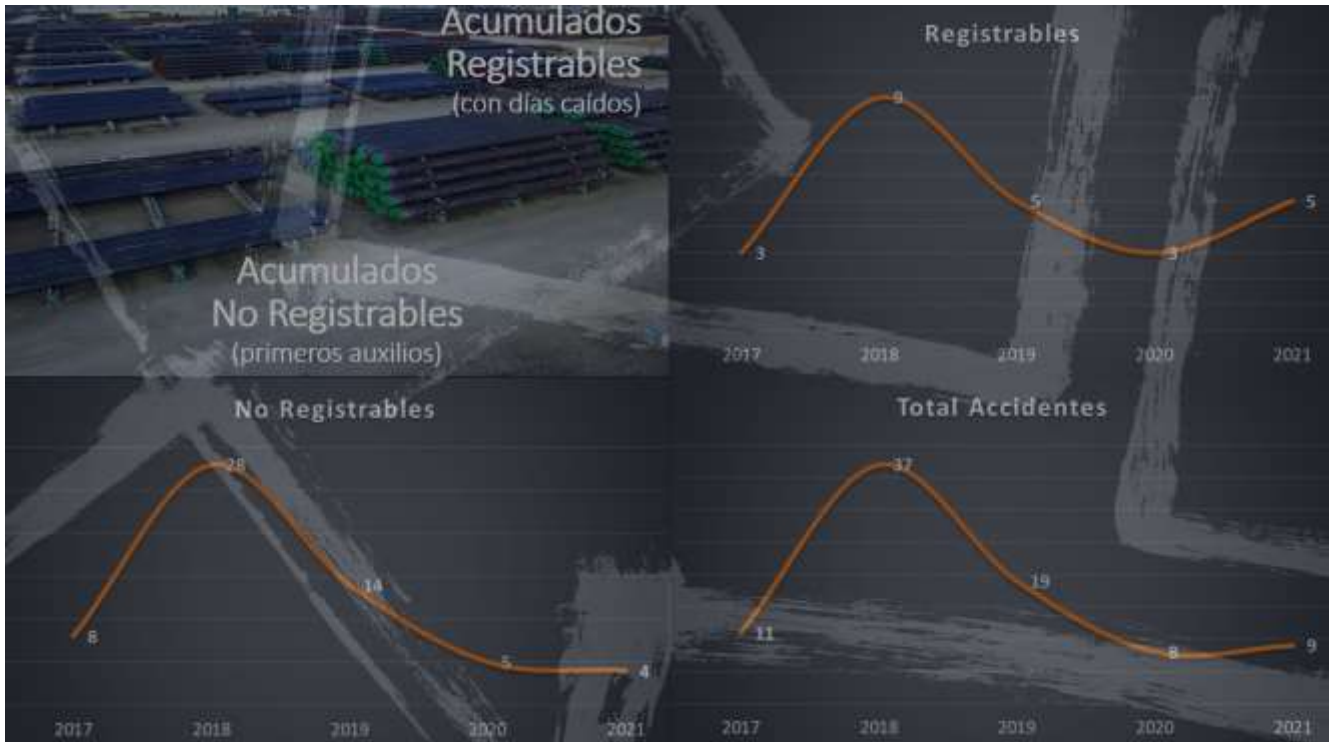 Acumulados
Registrables
(con días caídos)
Acumulados
No Registrables
(primeros auxilios)
Registrables
9
5
5
3
3
2017 2018 2019 2020 2021
No Registrables
28
14
8
5
4
2017 2018 2019 2020 2021
Total Accidentes
37
19
11
8
9
2017 2018 2019 2020 2021